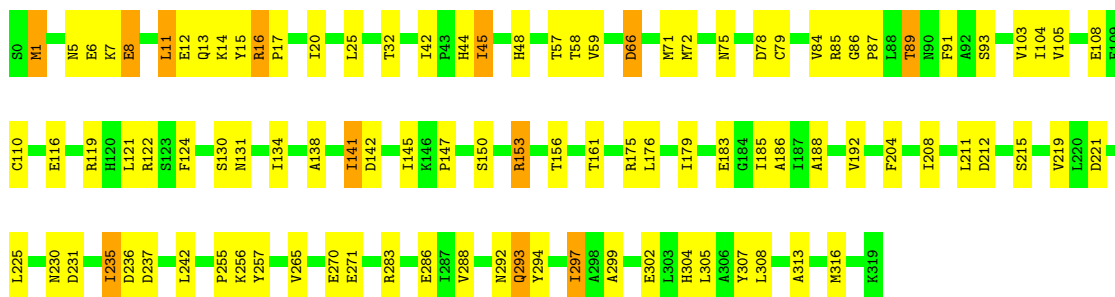 S0 M1 N5 E6 K7 E8 L11 E12 Q13 K14 Y15 R16 P17 I20 L25 T32 I42 P43 H44 I45 H48 T57 T58 V59 D66 M71 M72 N75 D78 C79 V84 R85 G86 P87 L88 T89 N90 F91 A92 S93 V103 I104 V105 E108 E109
C110 E116 R119 H120 L121 R122 S123 F124 S130 N131 I134 A138 I141 D142 I145 K146 P147 S150 R153 T156 T161 R175 L176 I179 E183 G184 I185 A186 I187 A188 V192 F204 I208 L211 D212 S215 V219 L220 D221
L225 N230 D231 I235 D236 D237 L242 P255 K256 Y257 V265 E270 E271 R283 E286 I287 V288 N292 Q293 Y294 I297 A298 A299 E302 L303 H304 L305 A306 Y307 L308 A313 M316 K319